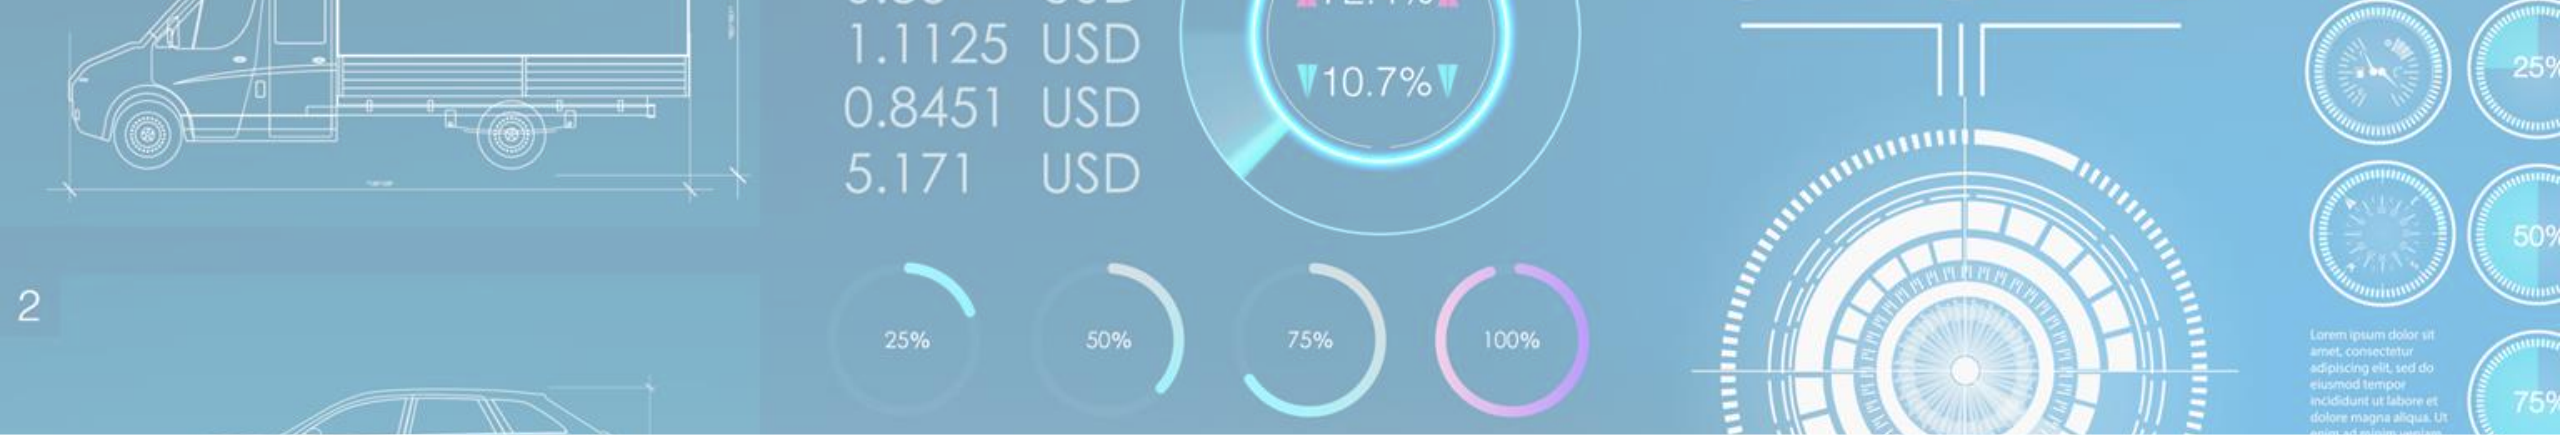 1.1125 USD
0.8451 USD
5.171 USD
10.7%
2
25%
50%
75%
100%
25%
50%
75%
Lorem ipsum dolor sit
amet, consectetur
adipiscing elit, sed do
eiusmod tempor
incididunt ut labore et
dolore magna aliqua. Ut